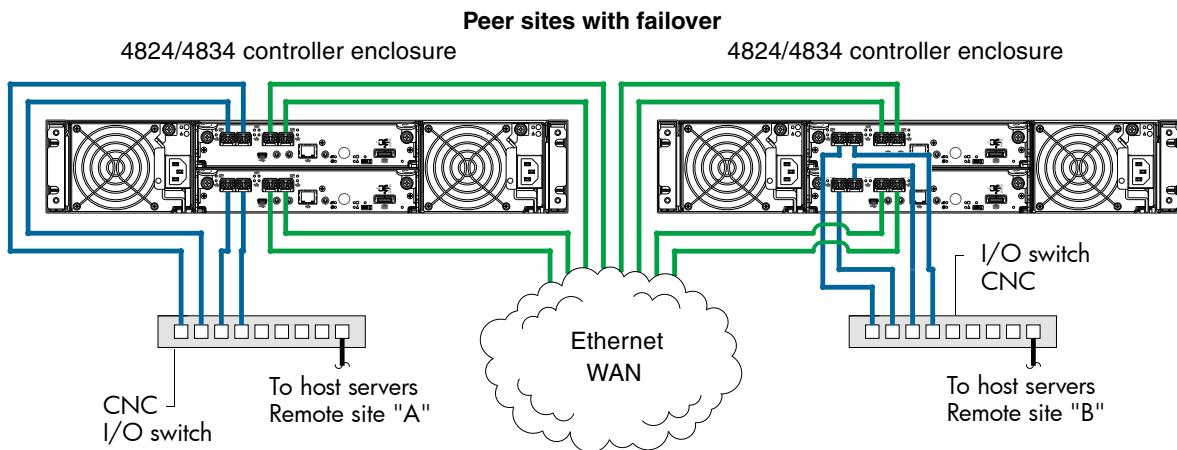 Peer sites with failover
4824/4834 controller enclosure
4824/4834 controller enclosure
I/O switch
CNC
Ethernet
WAN
CNC
I/O switch
To host servers
Remote site "A"
To host servers
Remote site "B"